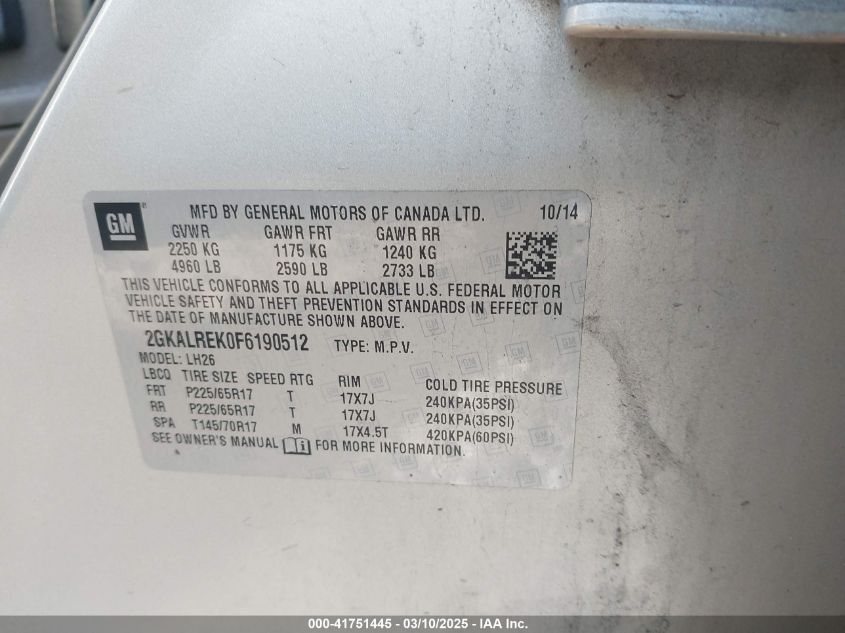 GM
MFD BY GENERAL MOTORS OF CANADA LTD. 10/14
GVWR GAWR FRT GAWR RR
2250 KG 1175 KG 1240 KG
4960 LB 2590 LB 2733 LB
THIS VEHICLE CONFORMS TO ALL APPLICABLE U.S. FEDERAL MOTOR
VEHICLE SAFETY AND THEFT PREVENTION STANDARDS IN EFFECT ON
THE DATE OF MANUFACTURE SHOWN ABOVE.
2GKALREK0F6190512 TYPE: M.P.V.
MODEL: LH26
LBCQ TIRE SIZE SPEED RTG RIM COLD TIRE PRESSURE
FRT P225/65R17 T 17X7J 240KPA(35PSI)
RR P225/65R17 T 17X7J 240KPA(35PSI)
SPA T145/70R17 M 17X4.5T 420KPA(60PSI)
SEE OWNER'S MANUAL FOR MORE INFORMATION.
000-41751445 - 03/10/2025 - IAA Inc.